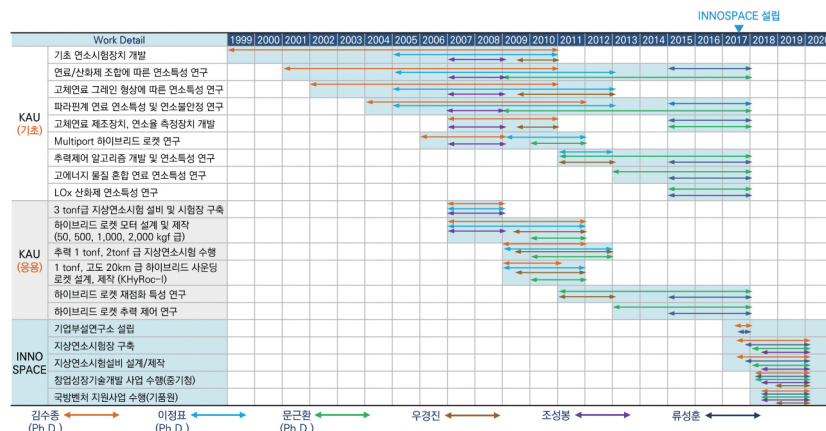 INNOSPACE 설립
Work Detail 1999 2000 2001 2002 2003 2004 2005 2006 2007 2008 2009 2010 2011 2012 2013 2014 2015 2016 2017 2018 2019 2020
KAU
(기초)
기초 연소시험장치 개발
연료/산화제 조합에 따른 연소특성 연구
고체연료 그레인 형상에 따른 연소특성 연구
파라핀계 연료 연소특성 및 연소불안정 연구
고체연료 제조장치, 연소율 측정장치 개발
Multiport 하이브리드 로켓 연구
추력제어 알고리즘 개발 및 연소특성 연구
고에너지 물질 혼합 연료 연소특성 연구
LOx 산화제 연소특성 연구
KAU
(응용)
3 tonf급 지상연소시험 설비 및 시험장 구축
하이브리드 로켓 모터 설계 및 제작
(50, 500, 1,000, 2,000 kgf 급)
추력 1 tonf, 2tonf 급 지상연소시험 수행
1 tonf, 고도 20km 급 하이브리드 사운딩
로켓 설계, 제작 (KHyRoc-I)
하이브리드 로켓 재점화 특성 연구
하이브리드 로켓 추력 제어 연구
INNO
SPACE
기업부설연구소 설립
지상연소시험장 구축
지상연소시험설비 설계/제작
창업성장기술개발 사업 수행(중기청)
국방벤처 지원사업 수행(기품원)
김수종 이정표 문근환 우경진 조성봉 류성훈
(Ph.D.) (Ph.D.) (Ph.D.)